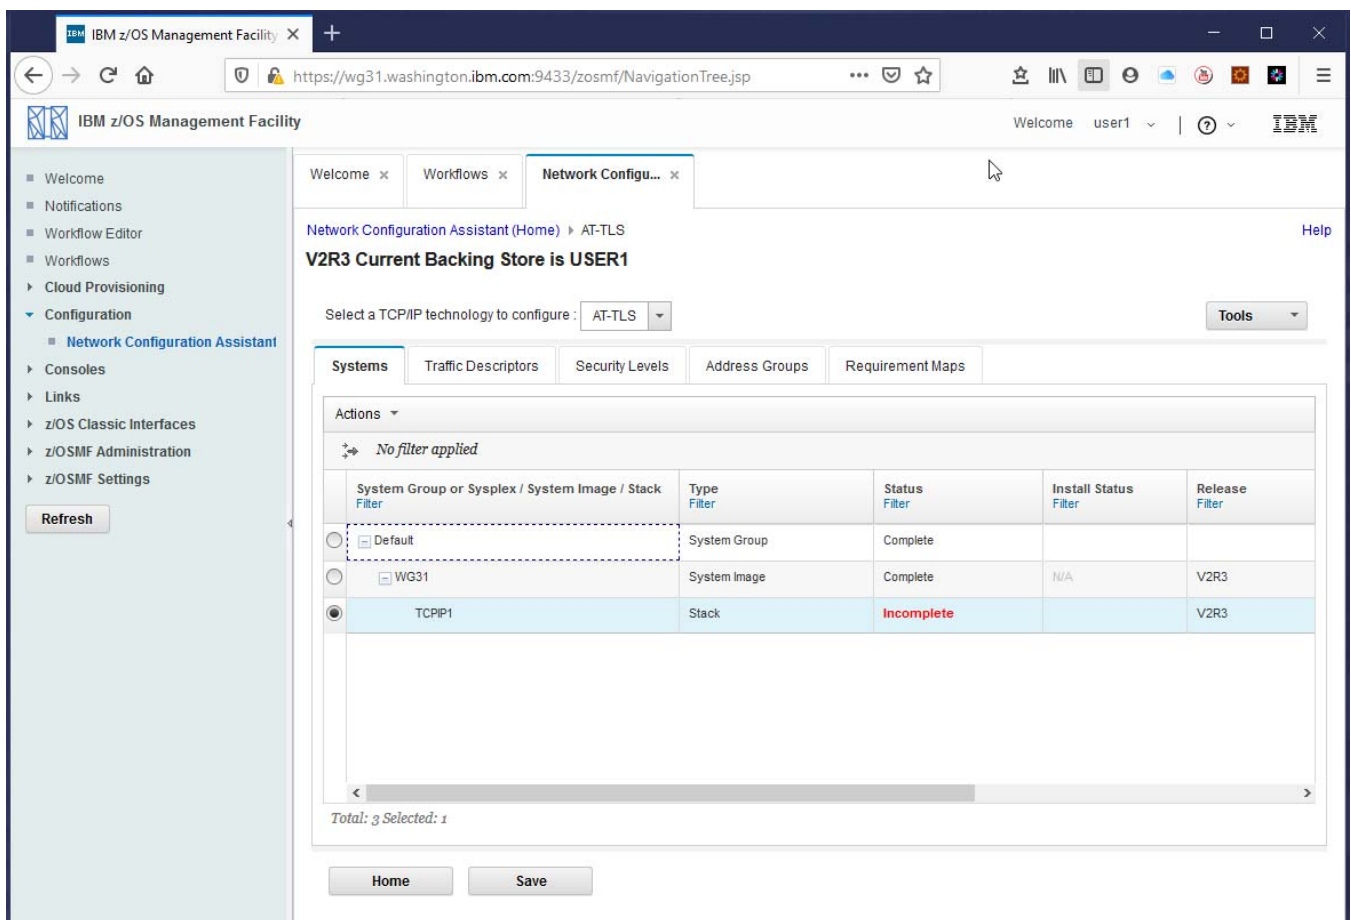 IBM IBM z/OS Management Facility
https://wg31.washington.ibm.com:9433/zosmf/NavigationTree.jsp
IBM z/OS Management Facility
Welcome user1
IBM
Welcome
Notifications
Workflow Editor
Workflows
Cloud Provisioning
Configuration
Network Configuration Assistant
Consoles
Links
z/OS Classic Interfaces
z/OSMF Administration
z/OSMF Settings
Refresh
Welcome Workflows Network Configu...
Network Configuration Assistant (Home) AT-TLS Help
V2R3 Current Backing Store is USER1
Select a TCP/IP technology to configure : AT-TLS Tools
Systems Traffic Descriptors Security Levels Address Groups Requirement Maps
Actions
No filter applied
System Group or Sysplex / System Image / Stack Type Status Install Status Release
Filter Filter Filter Filter Filter
Default System Group Complete
WG31 System Image Complete N/A V2R3
TCPIP1 Stack Incomplete V2R3
Total: 3 Selected: 1
Home Save